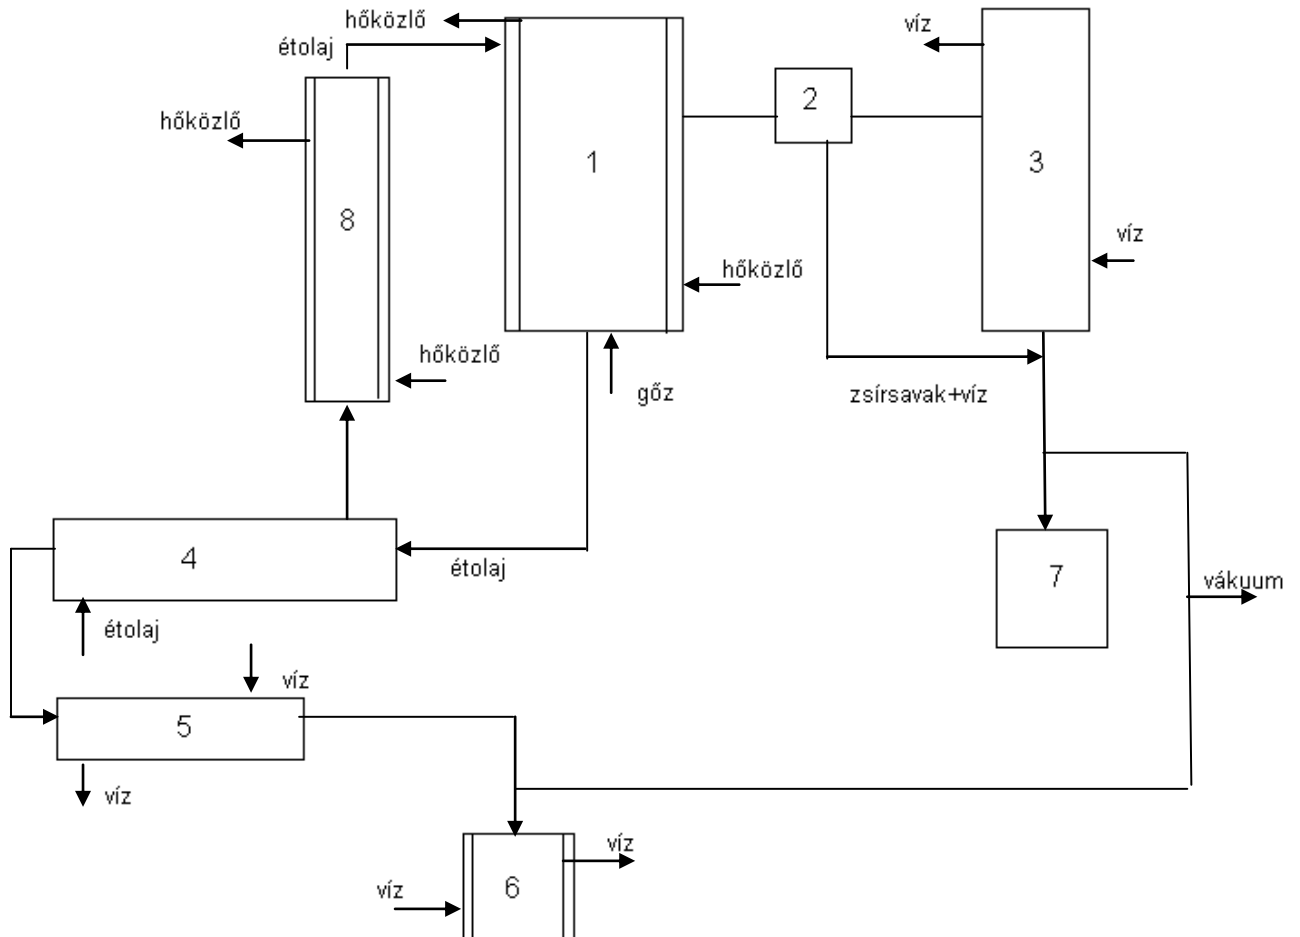 hőközlő
víz
étolaj
2
hőközlő
1
3
8
víz
hőközlő
hőközlő
gőz
zsírsavak+víz
4
étolaj
7
vákuum
étolaj
víz
5
víz
víz
víz
6